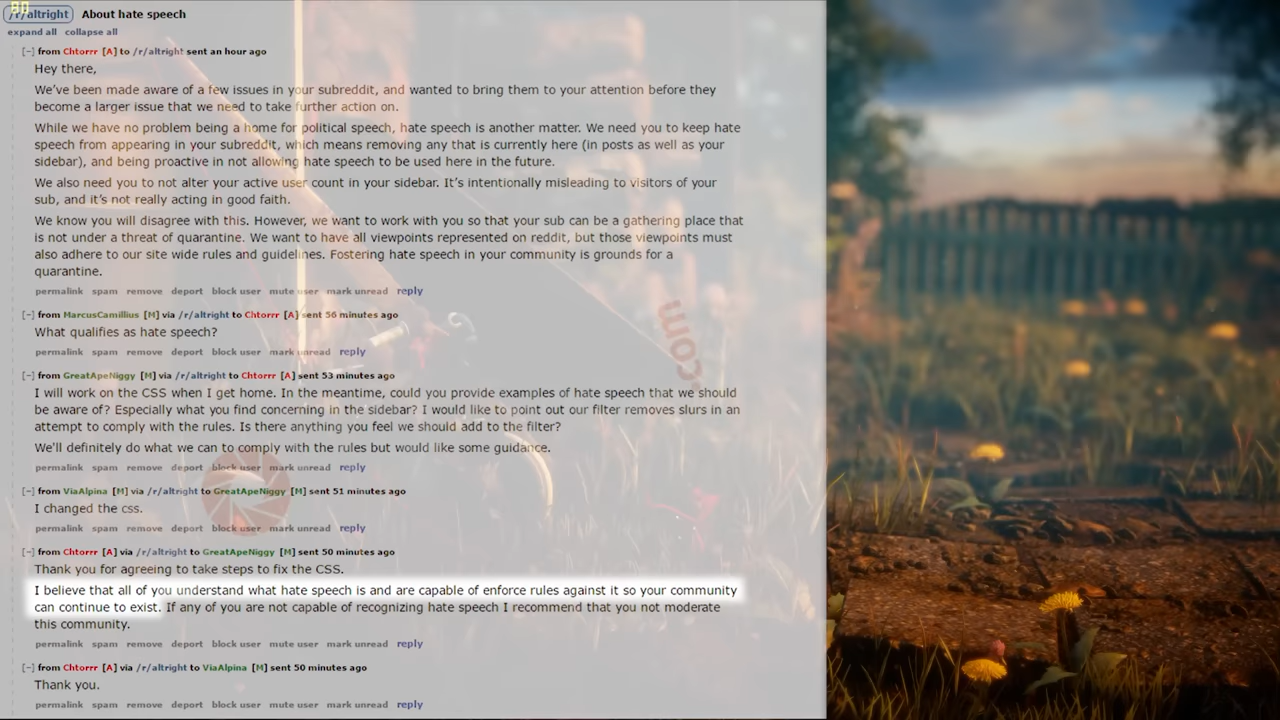 /r/altright About hate speech
expand all collapse all
[-] from Chtorrr [A] to /r/altright sent an hour ago
Hey there,
We've been made aware of a few issues in your subreddit, and wanted to bring them to your attention before they
become a larger issue that we need to take further action on.
While we have no problem being a home for political speech, hate speech is another matter. We need you to keep hate
speech from appearing in your subreddit, which means removing any that is currently here (in posts as well as your
sidebar), and being proactive in not allowing hate speech to be used here in the future.
We also need you to not alter your active user count in your sidebar. It's intentionally misleading to visitors of your
sub, and it's not really acting in good faith.
We know you will disagree with this. However, we want to work with you so that your sub can be a gathering place that
is not under a threat of quarantine. We want to have all viewpoints represented on reddit, but those viewpoints must
also adhere to our site wide rules and guidelines. Fostering hate speech in your community is grounds for a
quarantine.
permalink spam remove deport block user mute user mark unread reply
[-] from MarcusCamillius [M] via /r/altright to Chtorrr [A] sent 56 minutes ago
What qualifies as hate speech?
permalink spam remove deport block user mark unread reply
.com
[-] from GreatApeNiggy [M] via /r/altright to Chtorrr [A] sent 53 minutes ago
I will work on the CSS when I get home. In the meantime, could you provide examples of hate speech that we should
be aware of? Especially what you find concerning in the sidebar? I would like to point out our filter removes slurs in an
attempt to comply with the rules. Is there anything you feel we should add to the filter?
We'll definitely do what we can to comply with the rules but would like some guidance.
permalink spam remove deport block user mark unread reply
[-] from ViaAlpina [M] via /r/altright to GreatApeNiggy [M] sent 51 minutes ago
I changed the css.
permalink spam remove deport block user mark unread reply
[-] from Chtorrr [A] via /r/altright to GreatApeNiggy [M] sent 50 minutes ago
Thank you for agreeing to take steps to fix the CSS.
I believe that all of you understand what hate speech is and are capable of enforce rules against it so your community
can continue to exist. If any of you are not capable of recognizing hate speech I recommend that you not moderate
this community.
permalink spam remove deport block user mute user mark unread reply
[-] from Chtorrr [A] via /r/altright to ViaAlpina [M] sent 50 minutes ago
Thank you.
permalink spam remove deport block user mute user mark unread reply